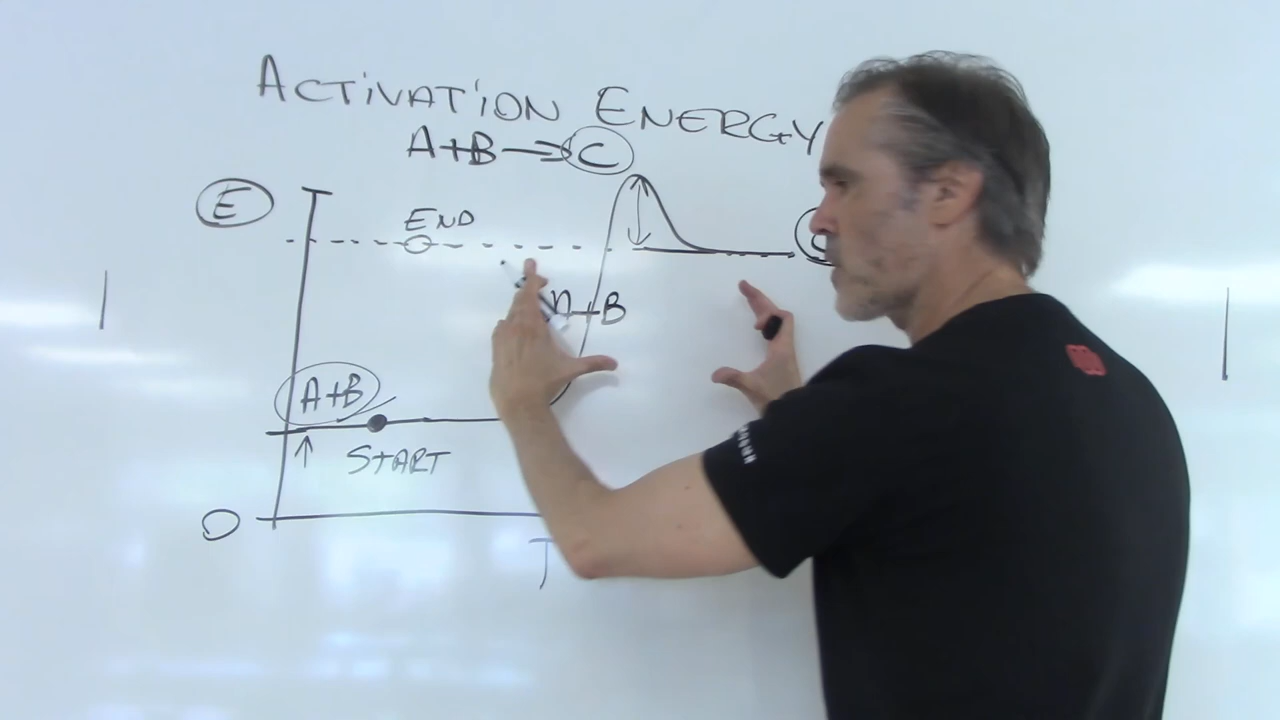 ACTIVATION ENERGY
A+B → C
E
END
+B
A+B
START
O